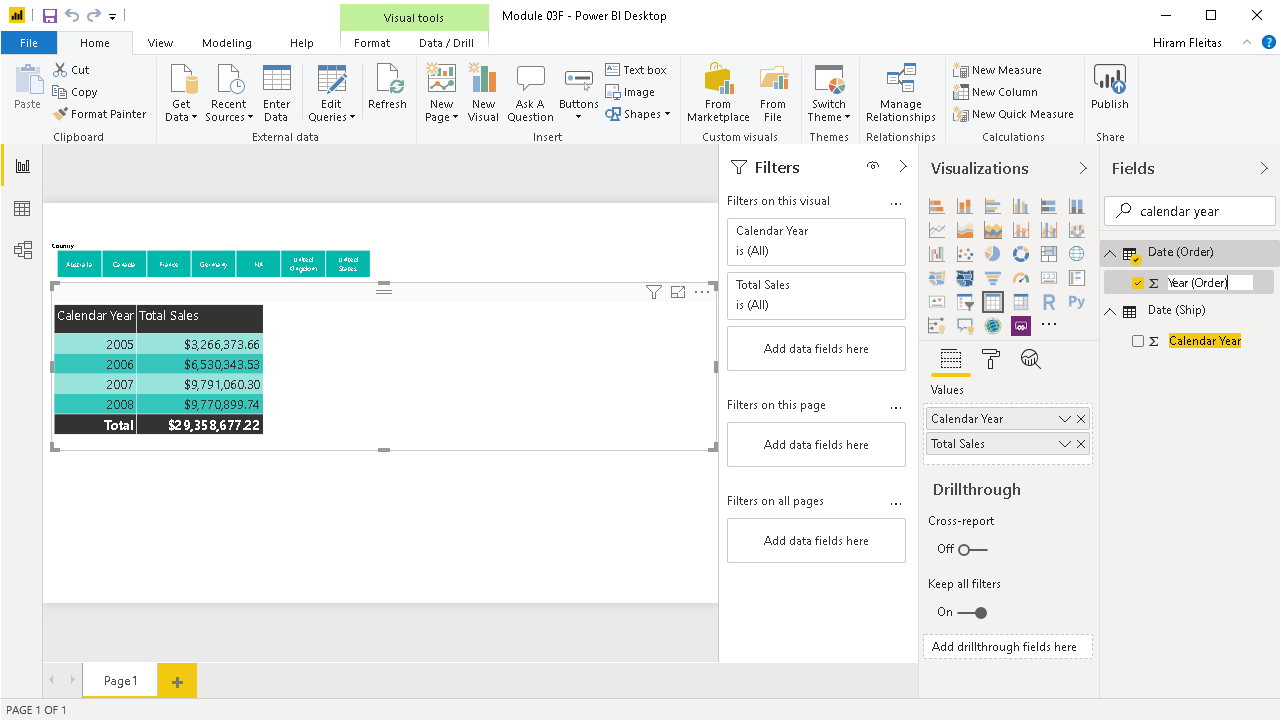 Visual tools
Module 03F - Power BI Desktop
File
Home
View
Modeling
Help
Format
Data / Drill
Hiram Fleitas
Paste
Cut
Copy
Format Painter
Clipboard
Get Data
Recent Sources
Enter Data
Edit Queries
External data
Refresh
New Page
New Visual
Ask A Question
Buttons
Text box
Image
Shapes
Insert
From Marketplace
From File
Custom visuals
Switch Theme
Themes
Manage Relationships
Relationships
New Measure
New Column
New Quick Measure
Calculations
Publish
Share
Country
Australia
Canada
France
Germany
NA
United Kingdom
United States
Calendar Year Total Sales
2005 $3,266,373.66
2006 $6,530,343.53
2007 $9,791,060.30
2008 $9,770,899.74
Total $29,358,677.22
Filters
Filters on this visual
Calendar Year
is (All)
Total Sales
is (All)
Add data fields here
Filters on this page
Add data fields here
Filters on all pages
Add data fields here
Visualizations
R
Py
123
Values
Calendar Year
Total Sales
Drillthrough
Cross-report
Off
Keep all filters
On
Add drillthrough fields here
Fields
calendar year
Date (Order)
Σ Year (Order)
Date (Ship)
Σ Calendar Year
Page1
PAGE 1 OF 1